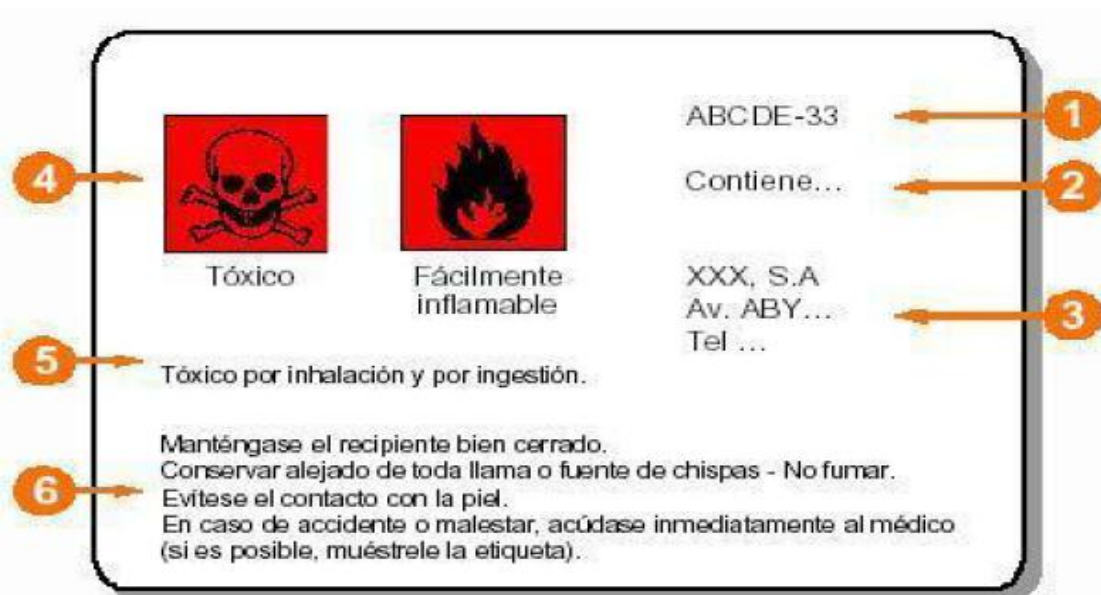 ABCDE-33
1
Contiene...
2
4
Tóxico
Fácilmente
inflamable
XXX, S.A
Av. ABY...
Tel ...
3
5
Tóxico por inhalación y por ingestión.
6
Manténgase el recipiente bien cerrado.
Conservar alejado de toda llama o fuente de chispas - No fumar.
Evítese el contacto con la piel.
En caso de accidente o malestar, acúdase inmediatamente al médico
(si es posible, muéstrele la etiqueta).